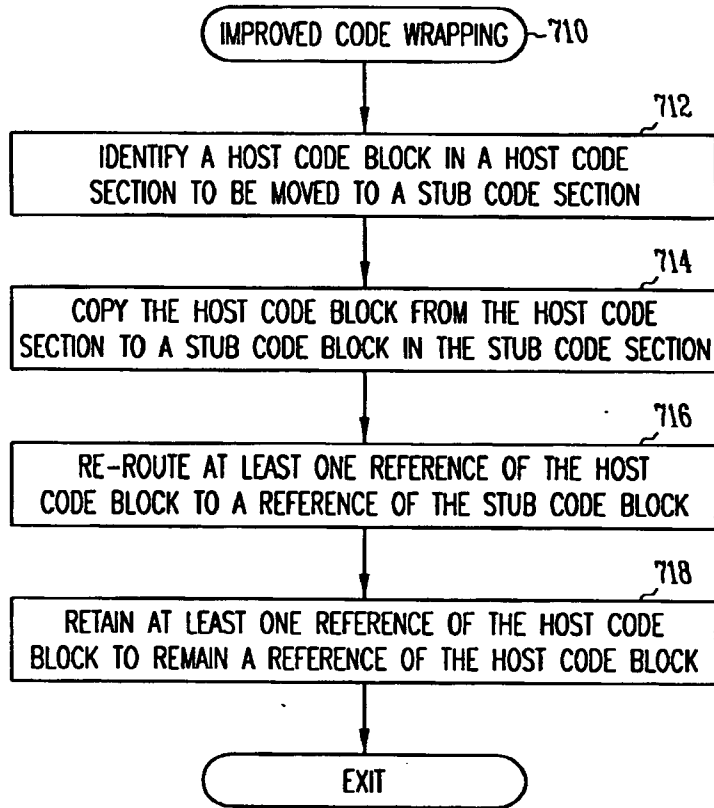 IMPROVED CODE WRAPPING 710
712
IDENTIFY A HOST CODE BLOCK IN A HOST CODE
SECTION TO BE MOVED TO A STUB CODE SECTION
714
COPY THE HOST CODE BLOCK FROM THE HOST CODE
SECTION TO A STUB CODE BLOCK IN THE STUB CODE SECTION
716
RE-ROUTE AT LEAST ONE REFERENCE OF THE HOST
CODE BLOCK TO A REFERENCE OF THE STUB CODE BLOCK
718
RETAIN AT LEAST ONE REFERENCE OF THE HOST CODE
BLOCK TO REMAIN A REFERENCE OF THE HOST CODE BLOCK
EXIT